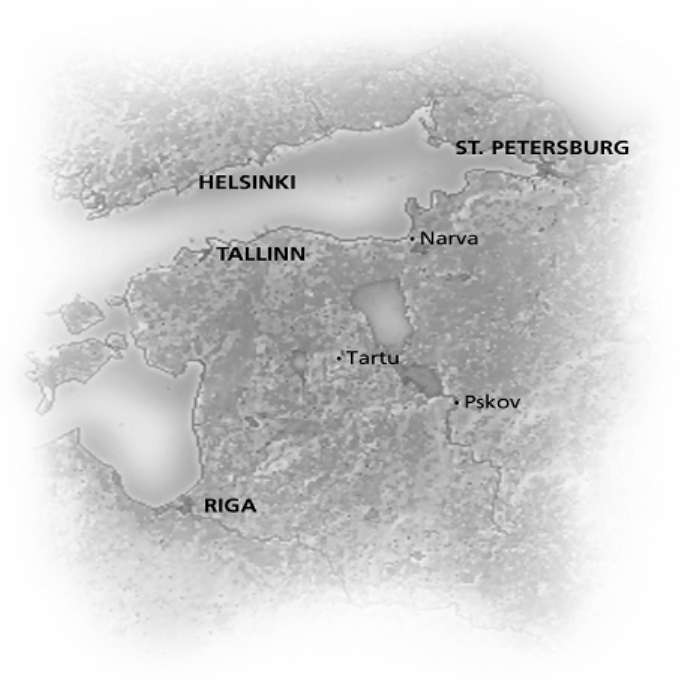 ST. PETERSBURG
HELSINKI
Narva
TALLINN
Tartu
Pskov
RIGA